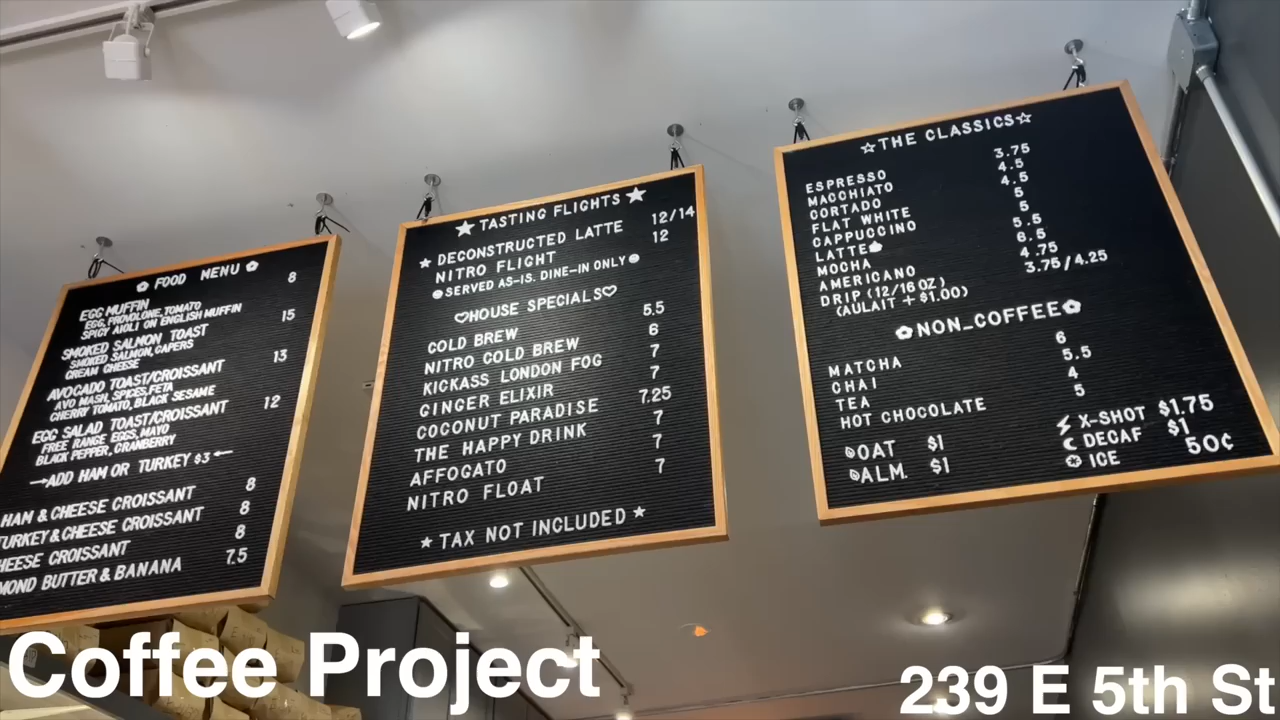 FOOD MENU
EGG MUFFIN 8
EGG, PROVOLONE, TOMATO
SPICY AIOLI ON ENGLISH MUFFIN
SMOKED SALMON TOAST 15
SMOKED SALMON, CAPERS
CREAM CHEESE
AVOCADO TOAST/CROISSANT 13
AVO MASH, SPICES, FETA
CHERRY TOMATO, BLACK SESAME
EGG SALAD TOAST/CROISSANT 12
FREE RANGE EGGS, MAYO
BLACK PEPPER, CRANBERRY
→ADD HAM OR TURKEY $3←
HAM & CHEESE CROISSANT 8
TURKEY & CHEESE CROISSANT 8
HEESE CROISSANT 8
MOND BUTTER & BANANA 7.5
★TASTING FLIGHTS★
★DECONSTRUCTED LATTE 12/14
NITRO FLIGHT 12
SERVED AS-IS. DINE-IN ONLY
♡HOUSE SPECIALS♡
COLD BREW 5.5
NITRO COLD BREW 6
KICKASS LONDON FOG 7
GINGER ELIXIR 7
COCONUT PARADISE 7.25
THE HAPPY DRINK 7
AFFOGATO 7
NITRO FLOAT 7
★TAX NOT INCLUDED★
☆THE CLASSICS☆
ESPRESSO 3.75
MACCHIATO 4.5
CORTADO 4.5
FLAT WHITE 5
CAPPUCCINO 5
LATTE 5.5
MOCHA 6.5
AMERICANO 4.75
DRIP (12/16 OZ) 3.75/4.25
(AULAIT + $1.00)
NON_COFFEE
MATCHA 6
CHAI 5.5
TEA 4
HOT CHOCOLATE 5
OAT $1
ALM. $1
X-SHOT $1.75
DECAF $1
ICE 50¢
Coffee Project
239 E 5th St